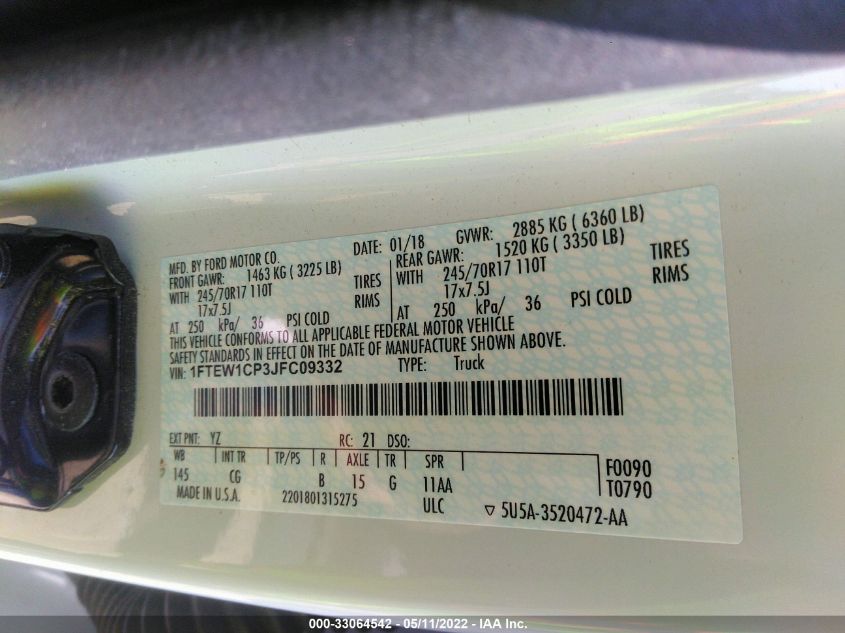 MFD. BY FORD MOTOR CO. DATE: 01/18 GVWR: 2885 KG ( 6360 LB)
FRONT GAWR: 1463 KG ( 3225 LB) REAR GAWR: 1520 KG ( 3350 LB)
WITH 245/70R17 110T TIRES 245/70R17 110T TIRES
17x7.5J RIMS 17x7.5J RIMS
AT 250 kPa/ 36 PSI COLD AT 250 kPa/ 36 PSI COLD
THIS VEHICLE CONFORMS TO ALL APPLICABLE FEDERAL MOTOR VEHICLE
SAFETY STANDARDS IN EFFECT ON THE DATE OF MANUFACTURE SHOWN ABOVE.
VIN: 1FTEW1CP3JFC09332 TYPE: Truck
EXT PNT: YZ RC: 21 DSO:
WB INT TR TP/PS R AXLE TR SPR F0090
145 CG B 15 G 11AA T0790
MADE IN U.S.A. 2201801315275 ULC 5U5A-3520472-AA
000-33064542 - 05/11/2022 - IAA Inc.